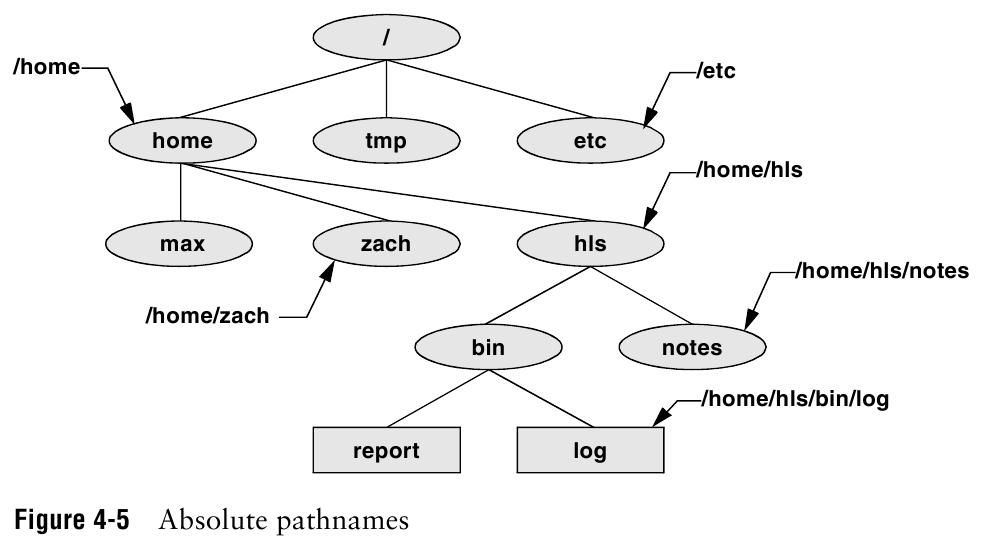 /
/home
/etc
home
tmp
etc
/home/hls
max
zach
hls
/home/hls/notes
/home/zach
bin
notes
/home/hls/bin/log
report
log
Figure 4-5 Absolute pathnames